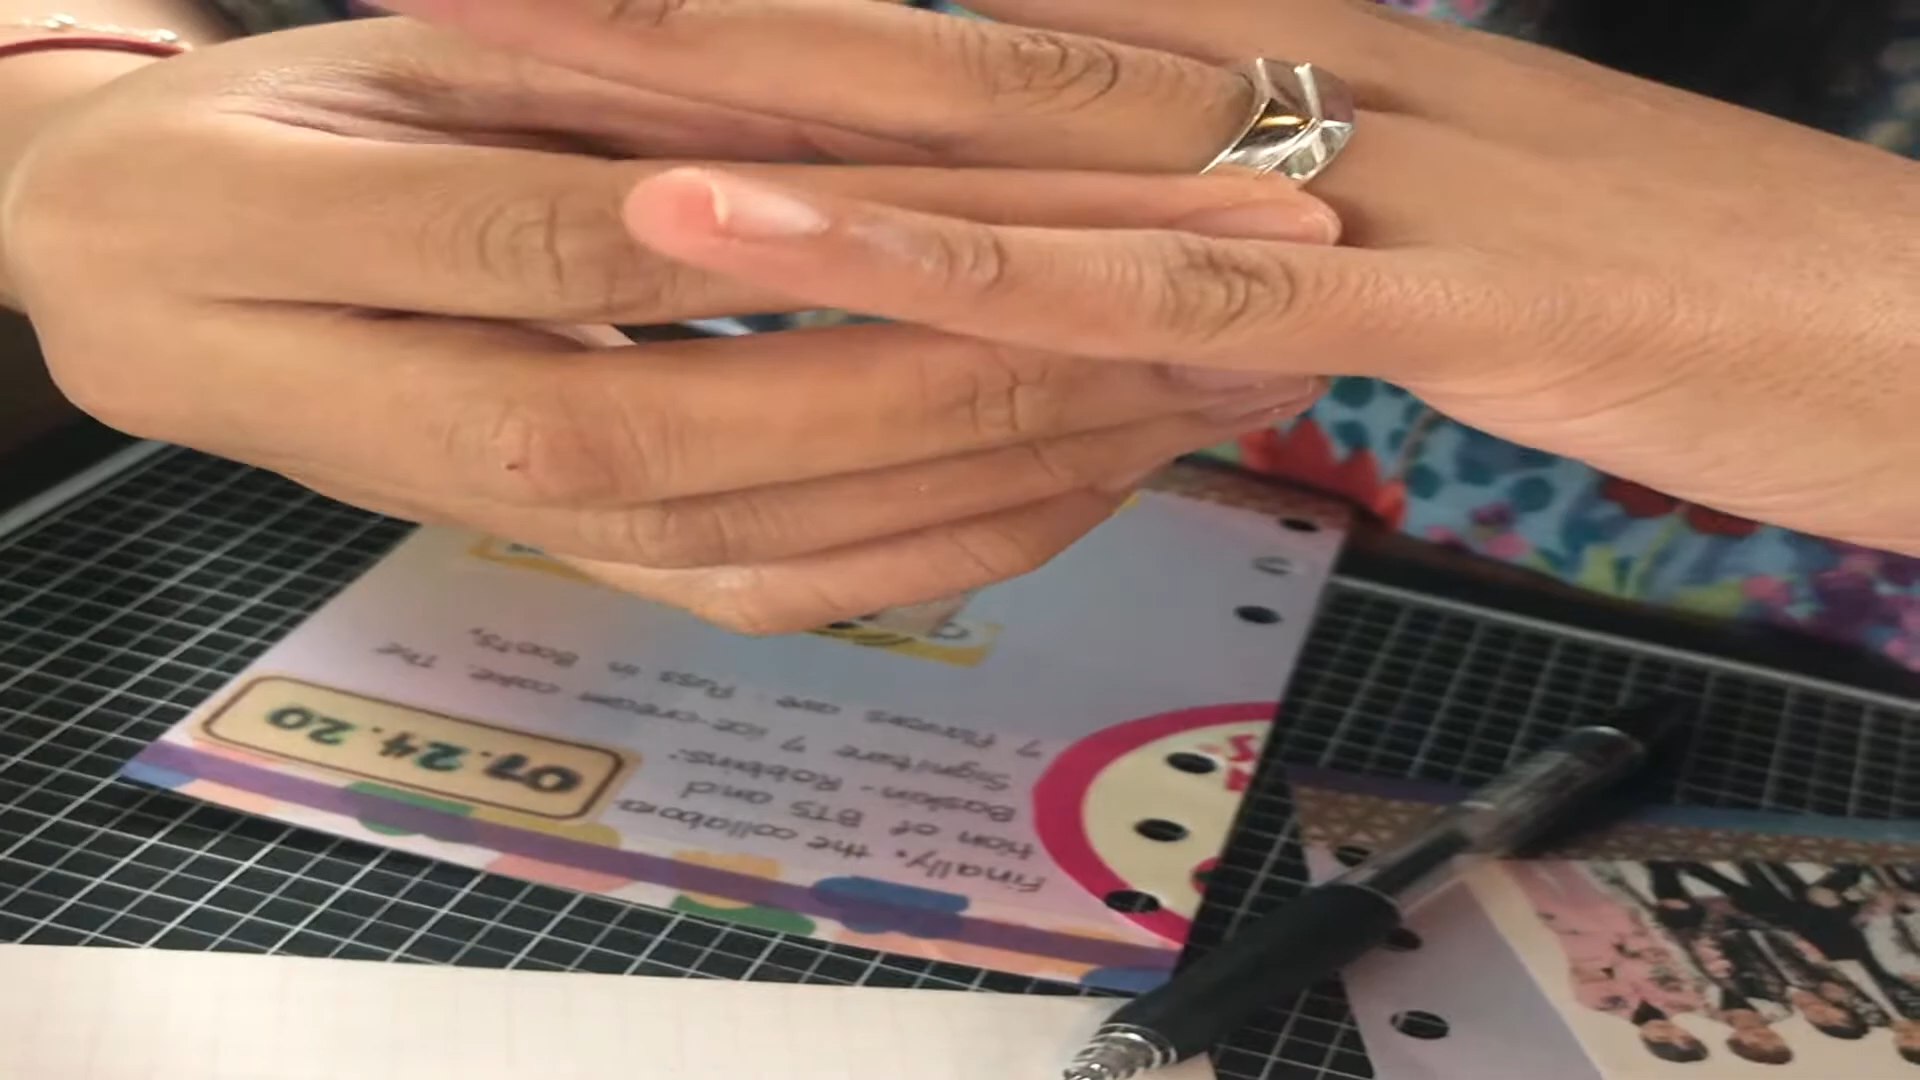 07.24.20
Finally, the collabora-
tion of BTS and
Baskin-Robbins.
Signiture 7 ice-cream cake. The
7 flavors are Puss in Boots,